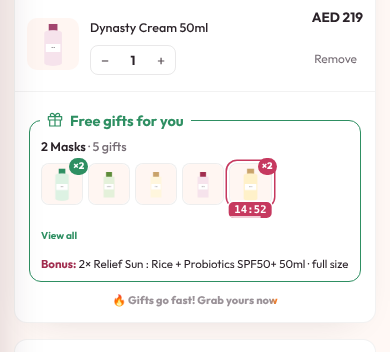 AED 219
Dynasty Cream 50ml
− 1 +
Remove
Free gifts for you
2 Masks · 5 gifts
×2
×2
14:52
View all
Bonus: 2× Relief Sun : Rice + Probiotics SPF50+ 50ml · full size
🔥 Gifts go fast! Grab yours now